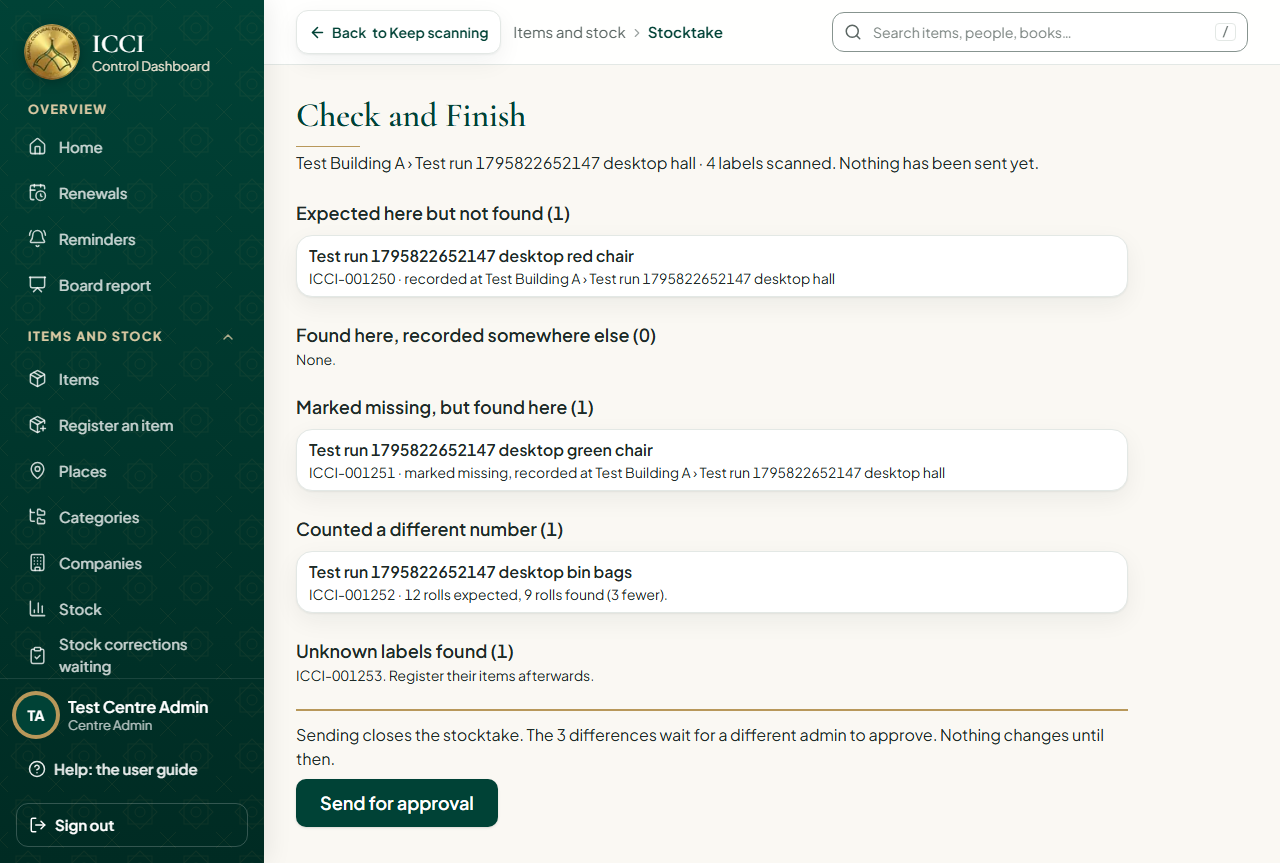 ICCI
Control Dashboard
OVERVIEW
Home
Renewals
Reminders
Board report
ITEMS AND STOCK
Items
Register an item
Places
Categories
Companies
Stock
Stock corrections
waiting
TA
Test Centre Admin
Centre Admin
Help: the user guide
Sign out
Back to Keep scanning
Items and stock › Stocktake
Search items, people, books...
/
Check and Finish
Test Building A › Test run 1795822652147 desktop hall · 4 labels scanned. Nothing has been sent yet.
Expected here but not found (1)
Test run 1795822652147 desktop red chair
ICCI-001250 · recorded at Test Building A › Test run 1795822652147 desktop hall
Found here, recorded somewhere else (0)
None.
Marked missing, but found here (1)
Test run 1795822652147 desktop green chair
ICCI-001251 · marked missing, recorded at Test Building A › Test run 1795822652147 desktop hall
Counted a different number (1)
Test run 1795822652147 desktop bin bags
ICCI-001252 · 12 rolls expected, 9 rolls found (3 fewer).
Unknown labels found (1)
ICCI-001253. Register their items afterwards.
Sending closes the stocktake. The 3 differences wait for a different admin to approve. Nothing changes until
then.
Send for approval